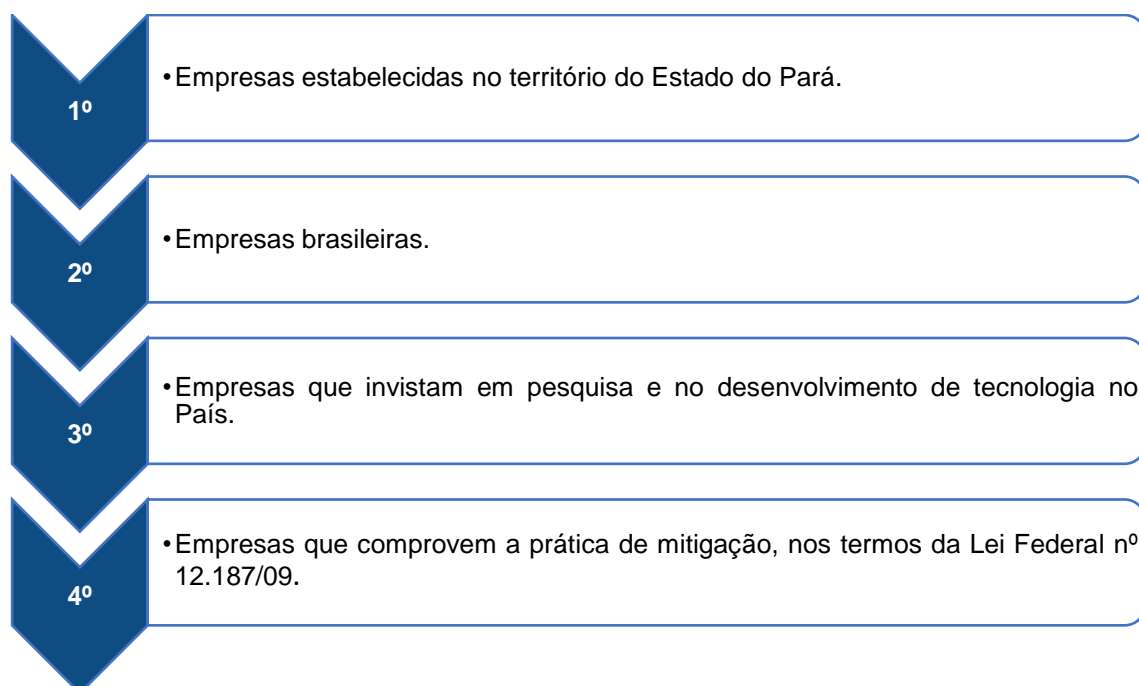 1º
•Empresas estabelecidas no território do Estado do Pará.
2º
•Empresas brasileiras.
3º
•Empresas que invistam em pesquisa e no desenvolvimento de tecnologia no
País.
4º
•Empresas que comprovem a prática de mitigação, nos termos da Lei Federal nº
12.187/09.